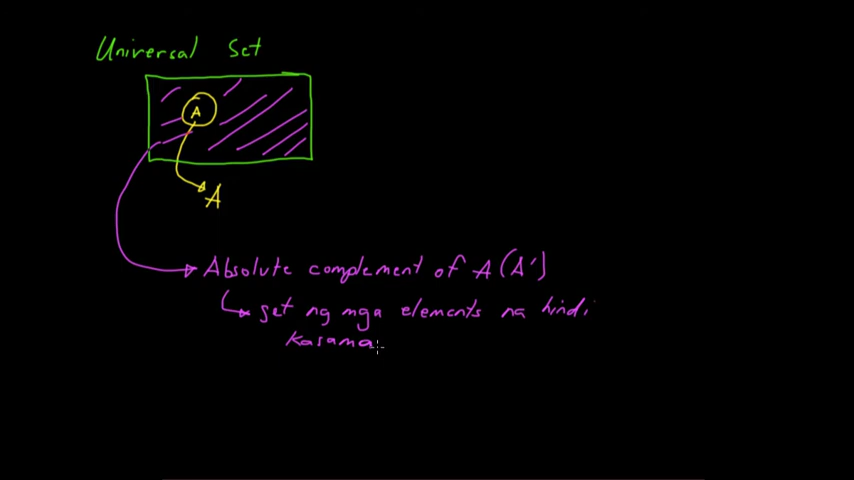 Universal Set
A
A
Absolute complement of A (A')
set ng mga elements na hindi
kasama